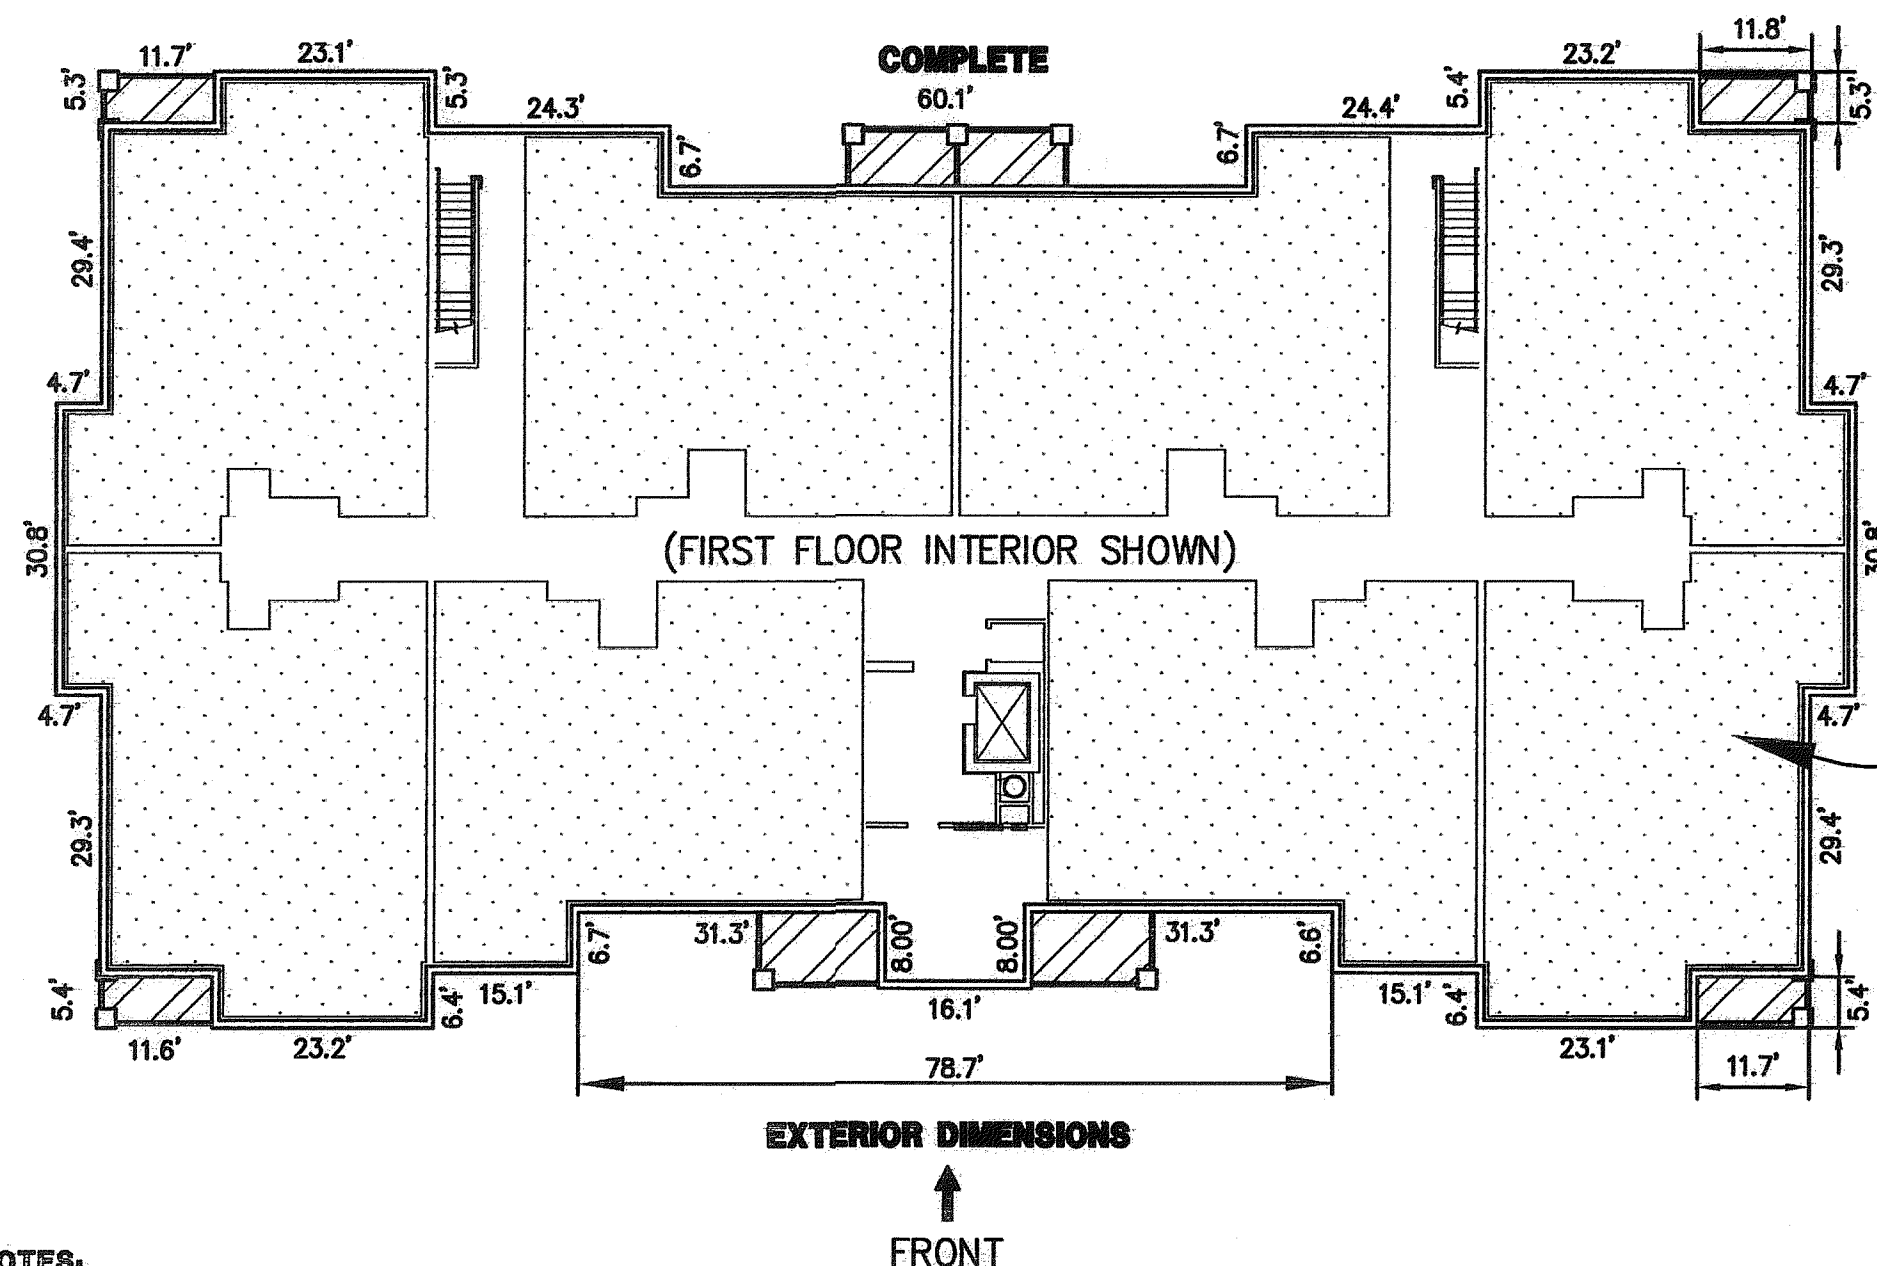 COMPLETE
11.7' 23.1' 60.1' 23.2' 11.8'
5.3' 5.3' 24.3' 24.4' 5.4' 5.3'
6.7' 6.7'
29.4' 29.3'
4.7' 4.7'
30.8' (FIRST FLOOR INTERIOR SHOWN) 30.8'
4.7' 4.7'
29.3' 29.4'
6.7' 31.3' 8.00' 8.00' 31.3' 6.6'
5.4' 15.1' 6.4' 16.1' 15.1' 6.4' 5.4'
11.6' 23.2' 78.7' 23.1' 11.7'
EXTERIOR DIMENSIONS
FRONT
OTES: